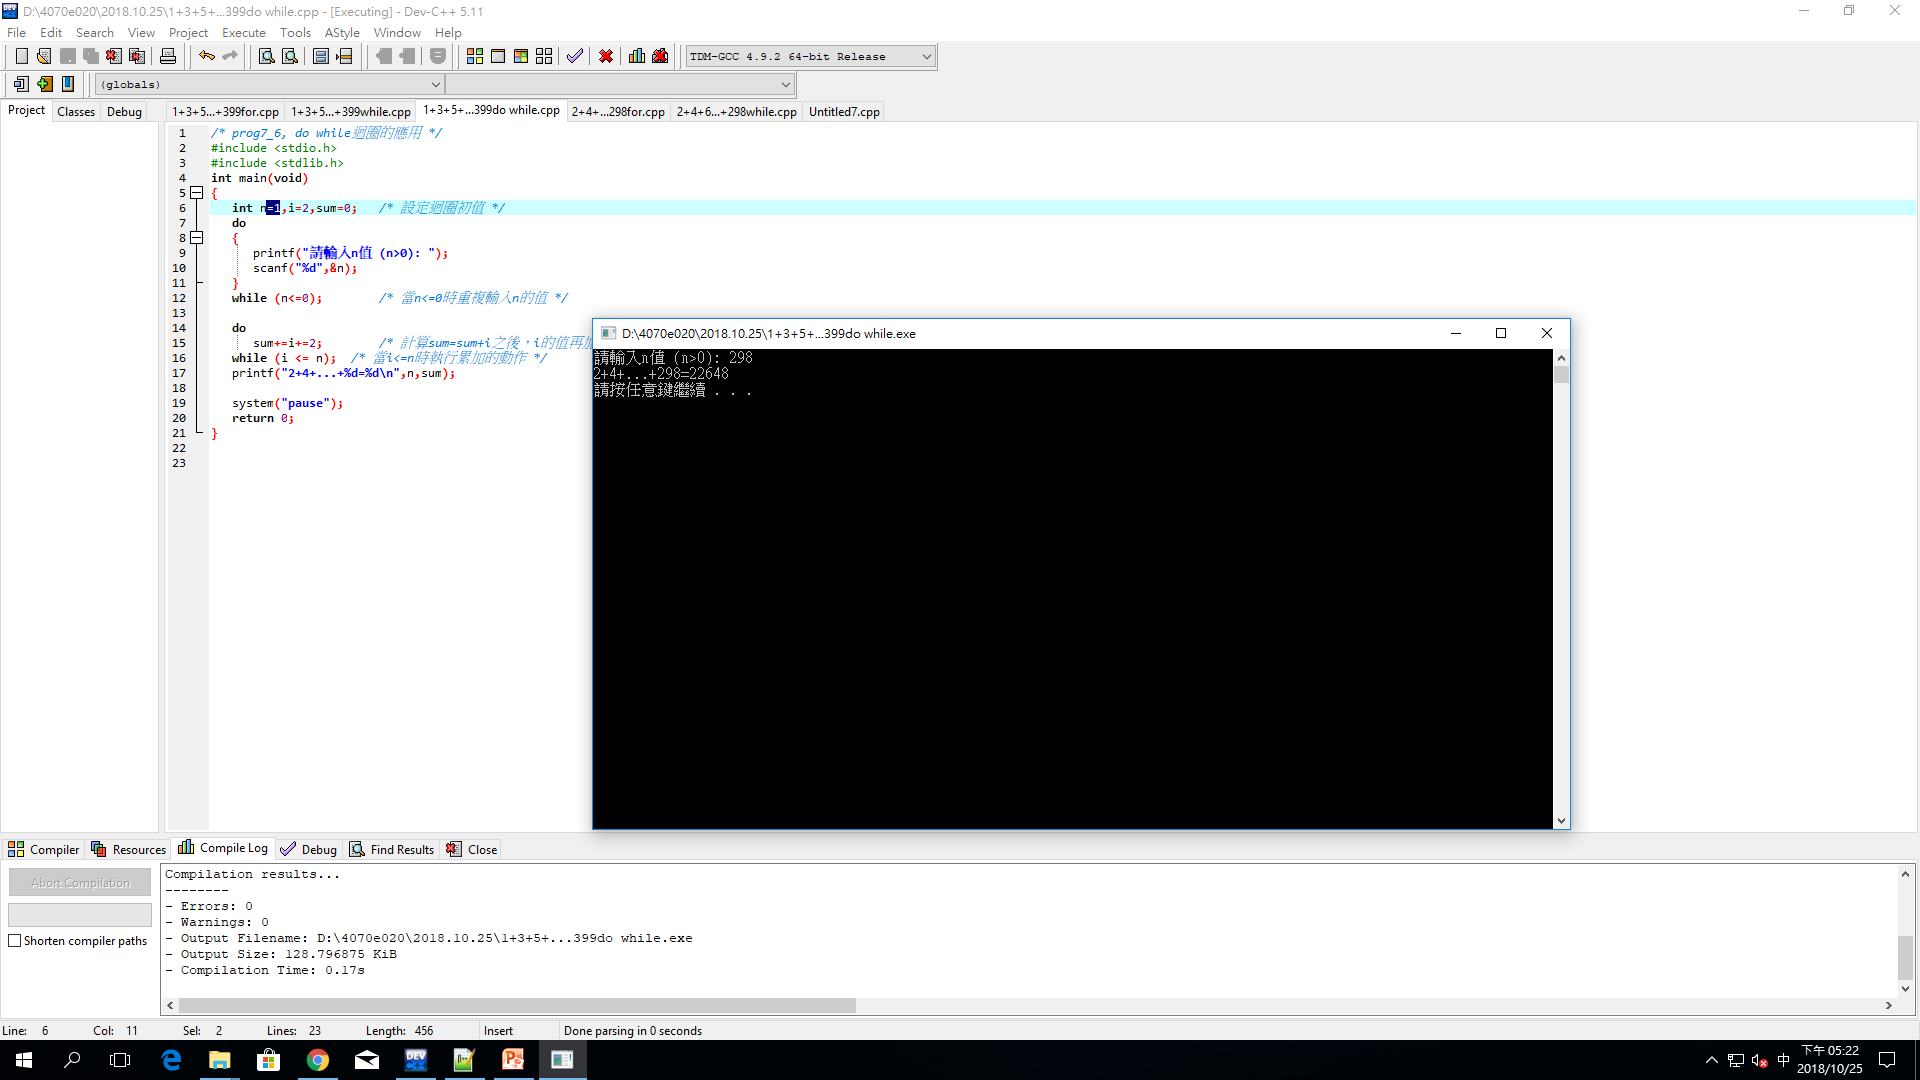 D:\4070e020\2018.10.25\1+3+5+...399do while.cpp - [Executing] - Dev-C++ 5.11
File Edit Search View Project Execute Tools AStyle Window Help
TDM-GCC 4.9.2 64-bit Release
(globals)
Project Classes Debug 1+3+5...+399for.cpp 1+3+5...+399while.cpp 1+3+5+...399do while.cpp 2+4+...298for.cpp 2+4+6...+298while.cpp Untitled7.cpp
1 /* prog7_6, do while迴圈的應用 */
2 #include <stdio.h>
3 #include <stdlib.h>
4 int main(void)
5 {
6 int n=1,i=2,sum=0; /* 設定迴圈初值 */
7 do
8 {
9 printf("請輸入n值 (n>0): ");
10 scanf("%d",&n);
11 }
12 while (n<=0); /* 當n<=0時重複輸入n的值 */
13
14 do
15 sum+=i+=2; /* 計算sum=sum+i之後，i的值再加
16 while (i <= n); /* 當i<=n時執行累加的動作 */
17 printf("2+4+...+%d=%d\n",n,sum);
18
19 system("pause");
20 return 0;
21 }
22
23
D:\4070e020\2018.10.25\1+3+5+...399do while.exe
請輸入n值 (n>0): 298
2+4+...+298=22648
請按任意鍵繼續 . . .
Compiler Resources Compile Log Debug Find Results Close
Abort Compilation
Shorten compiler paths
Compilation results...
--------
- Errors: 0
- Warnings: 0
- Output Filename: D:\4070e020\2018.10.25\1+3+5+...399do while.exe
- Output Size: 128.796875 KiB
- Compilation Time: 0.17s
Line: 6 Col: 11 Sel: 2 Lines: 23 Length: 456 Insert Done parsing in 0 seconds
中
下午 05:22
2018/10/25